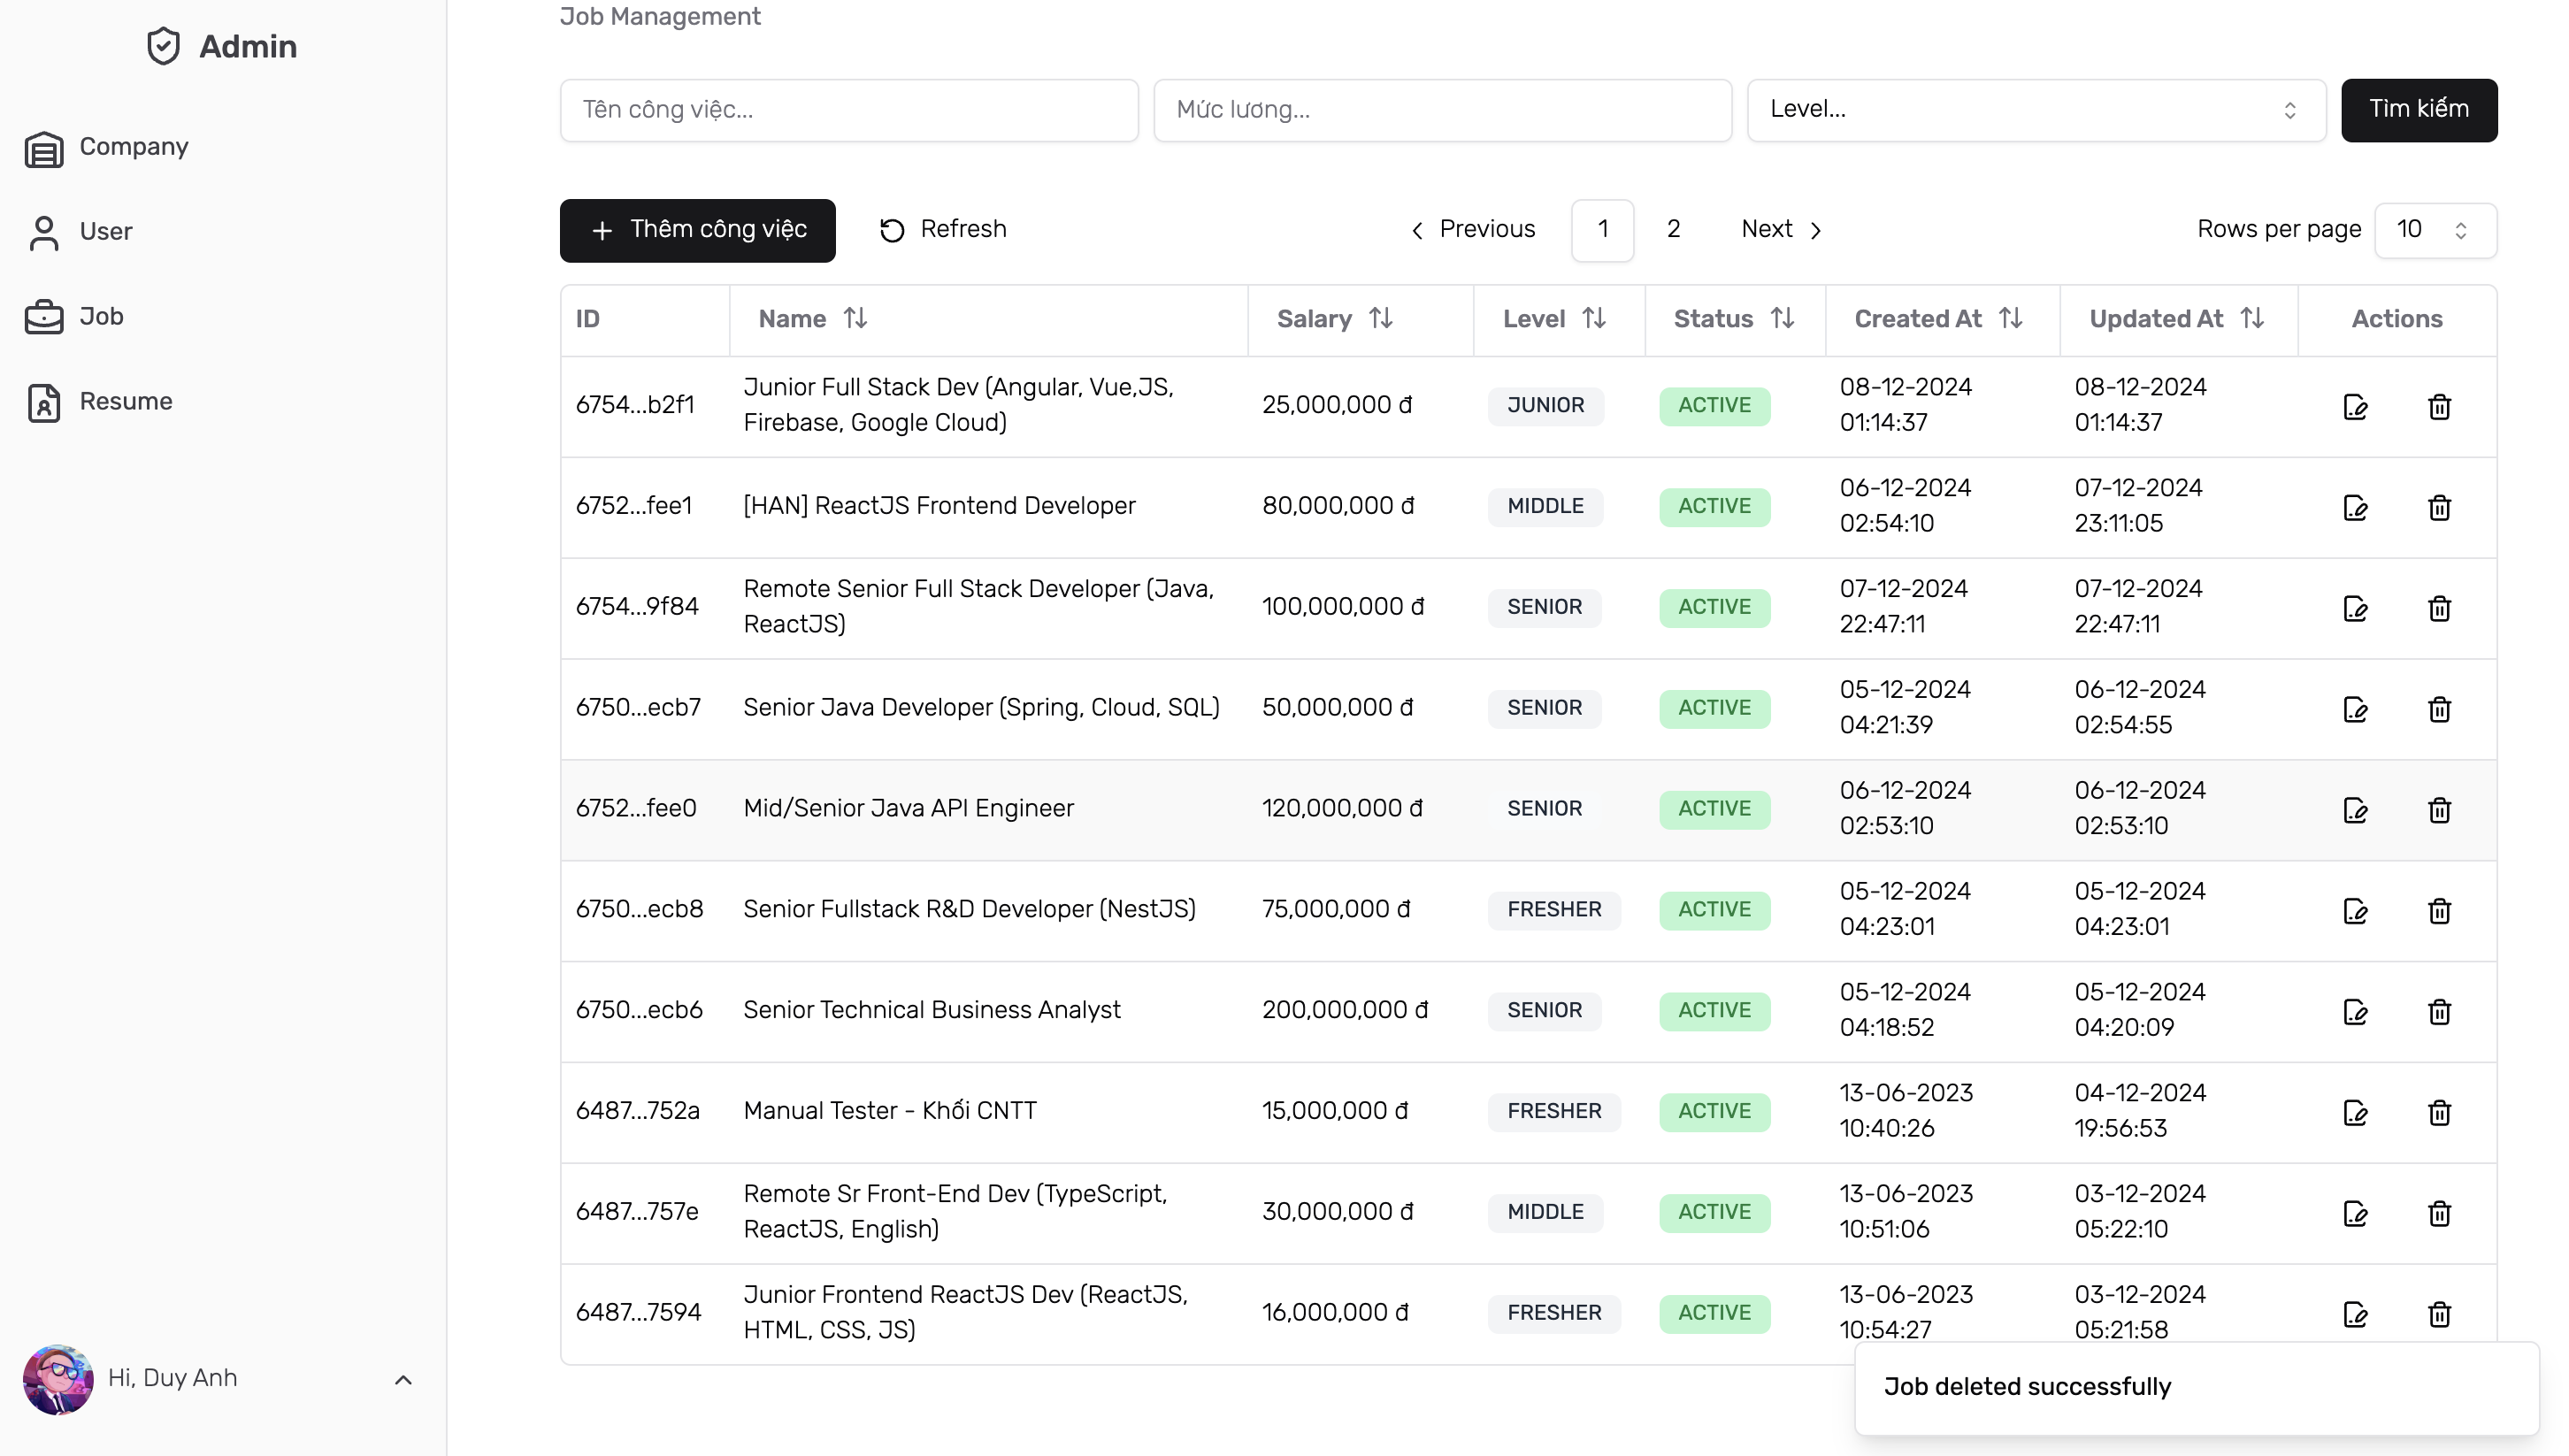 Admin
Company
User
Job
Resume
Hi, Duy Anh
Job Management
Tên công việc...
Mức lương...
Level...
Tìm kiếm
Thêm công việc
Refresh
Previous
1
2
Next
Rows per page
10
ID
Name
Salary
Level
Status
Created At
Updated At
Actions
6754...b2f1
Junior Full Stack Dev (Angular, Vue,JS,
Firebase, Google Cloud)
25,000,000 đ
JUNIOR
ACTIVE
08-12-2024
01:14:37
08-12-2024
01:14:37
6752...fee1
[HAN] ReactJS Frontend Developer
80,000,000 đ
MIDDLE
ACTIVE
06-12-2024
02:54:10
07-12-2024
23:11:05
6754...9f84
Remote Senior Full Stack Developer (Java,
ReactJS)
100,000,000 đ
SENIOR
ACTIVE
07-12-2024
22:47:11
07-12-2024
22:47:11
6750...ecb7
Senior Java Developer (Spring, Cloud, SQL)
50,000,000 đ
SENIOR
ACTIVE
05-12-2024
04:21:39
06-12-2024
02:54:55
6752...fee0
Mid/Senior Java API Engineer
120,000,000 đ
SENIOR
ACTIVE
06-12-2024
02:53:10
06-12-2024
02:53:10
6750...ecb8
Senior Fullstack R&D Developer (NestJS)
75,000,000 đ
FRESHER
ACTIVE
05-12-2024
04:23:01
05-12-2024
04:23:01
6750...ecb6
Senior Technical Business Analyst
200,000,000 đ
SENIOR
ACTIVE
05-12-2024
04:18:52
05-12-2024
04:20:09
6487...752a
Manual Tester - Khối CNTT
15,000,000 đ
FRESHER
ACTIVE
13-06-2023
10:40:26
04-12-2024
19:56:53
6487...757e
Remote Sr Front-End Dev (TypeScript,
ReactJS, English)
30,000,000 đ
MIDDLE
ACTIVE
13-06-2023
10:51:06
03-12-2024
05:22:10
6487...7594
Junior Frontend ReactJS Dev (ReactJS,
HTML, CSS, JS)
16,000,000 đ
FRESHER
ACTIVE
13-06-2023
10:54:27
03-12-2024
05:21:58
Job deleted successfully